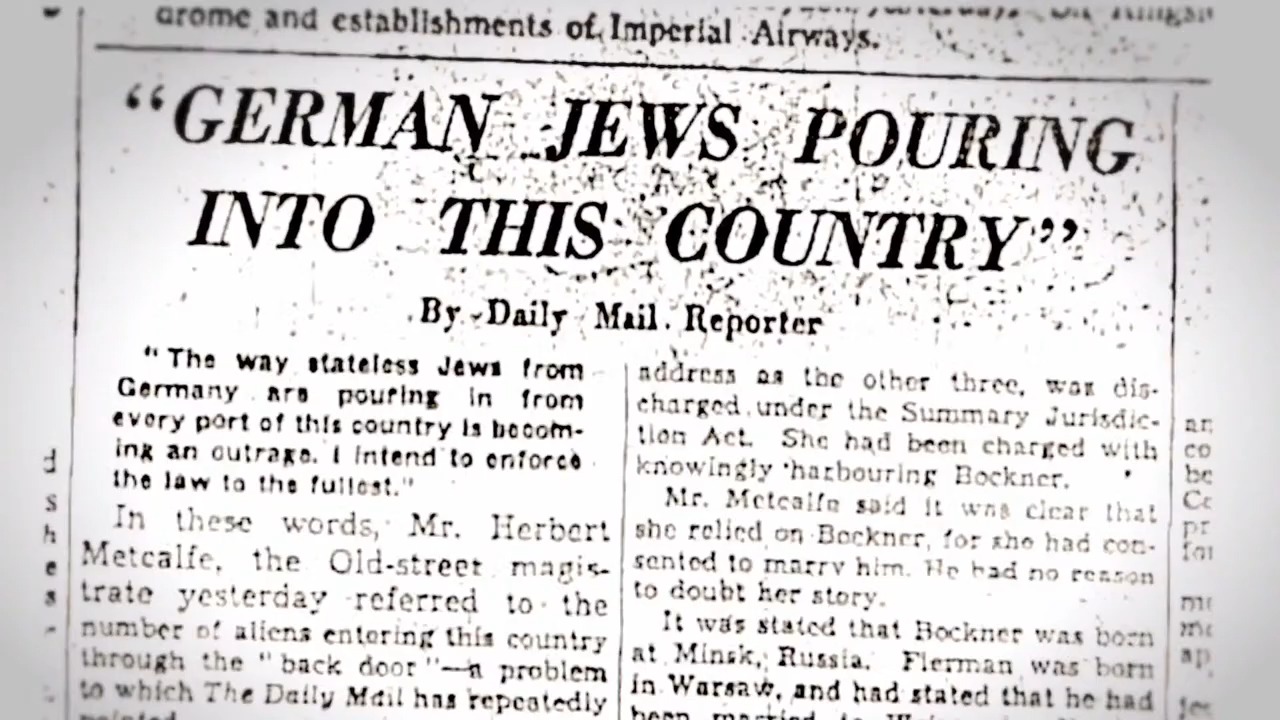 drome and establishments of Imperial Airways.
“GERMAN JEWS POURING
INTO THIS COUNTRY”
By Daily Mail Reporter
“ The way stateless Jews from
Germany are pouring in from
every port of this country is becom-
ing an outrage. I intend to enforce
the law to the fullest.”
In these words, Mr. Herbert
Metcalfe, the Old-street magis-
trate yesterday referred to the
number of aliens entering this country
through the “ back door ”—a problem
to which The Daily Mail has repeatedly
pointed.
address as the other three, was dis-
charged under the Summary Jurisdic-
tion Act. She had been charged with
knowingly harbouring Bockner.
Mr. Metcalfe said it was clear that
she relied on Bockner, for she had con-
sented to marry him. He had no reason
to doubt her story.
It was stated that Bockner was born
at Minsk, Russia. Fierman was born
in Warsaw, and had stated that he had
been married in